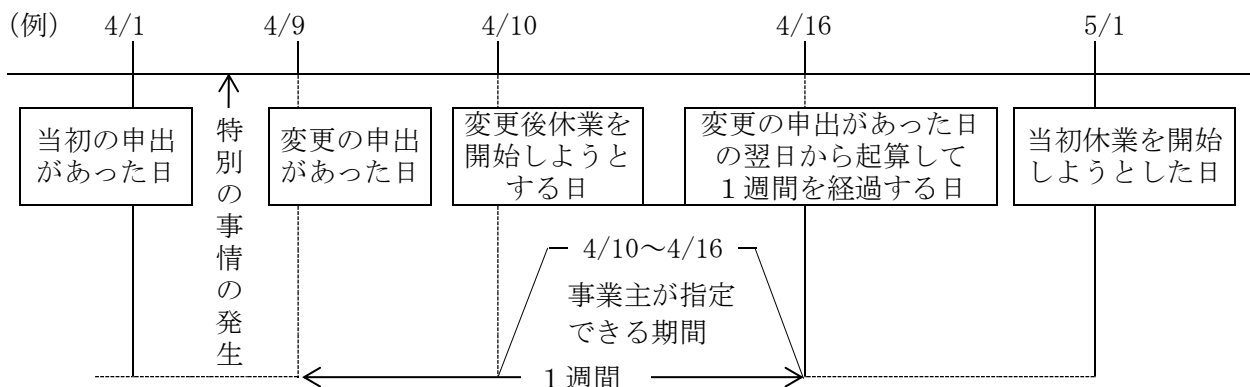 (例) 4/1 4/9 4/10 4/16 5/1
当初の申出
があった日
特別の事情の発生
変更の申出
があった日
変更後休業を
開始しようと
する日
変更の申出があった日
の翌日から起算して
１週間を経過する日
当初休業を開始
しようとした日
4/10～4/16
事業主が指定
できる期間
１週間